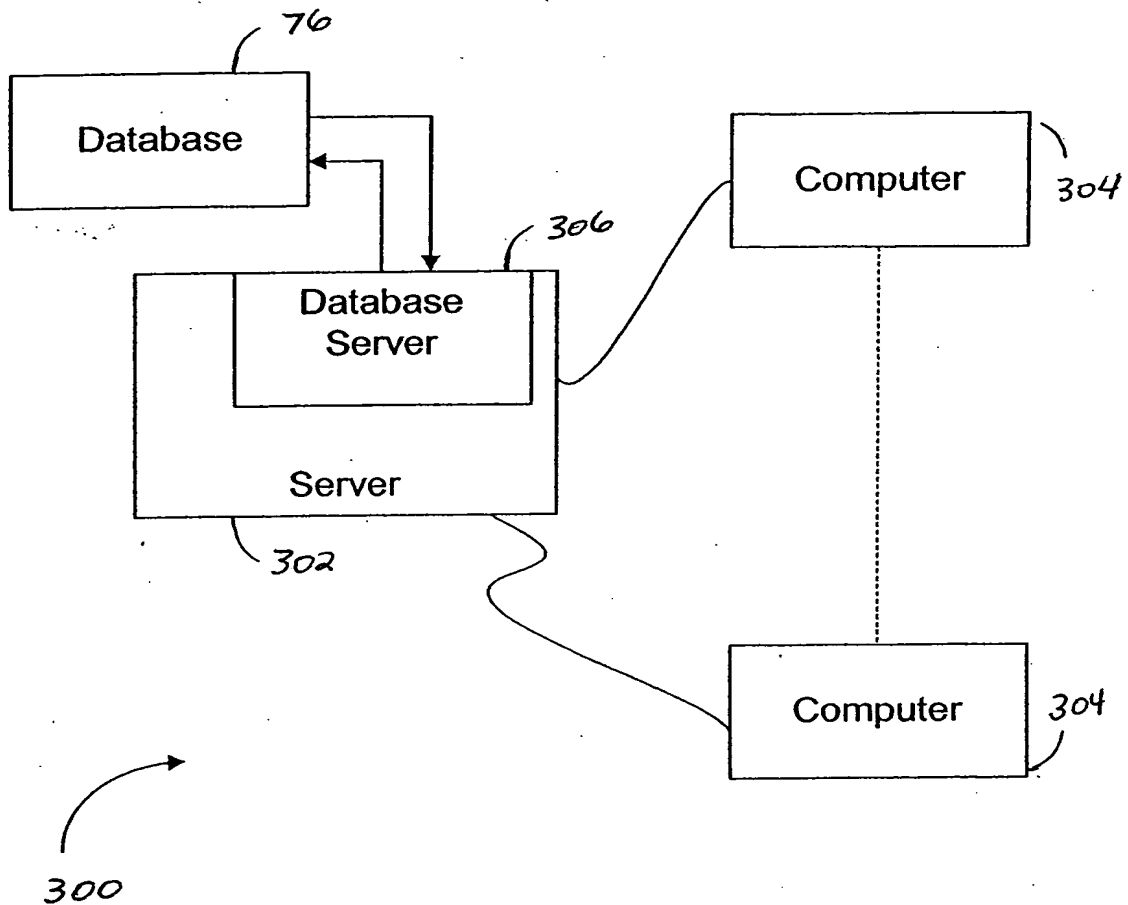 76
Database
306
Computer
304
Database
Server
Server
302
Computer
304
300